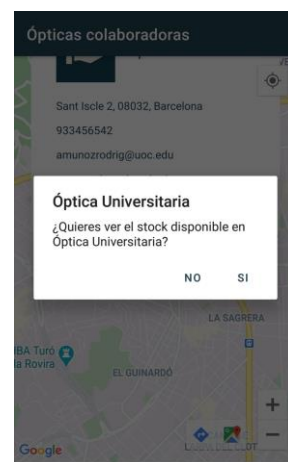 Ópticas colaboradoras
Sant Iscle 2, 08032, Barcelona
933456542
amunozrodrig@uoc.edu
Óptica Universitaria
¿Quieres ver el stock disponible en
Óptica Universitaria?
NO SI
LA SAGRERA
Turó
la Rovira
EL GUINARDÓ
Google